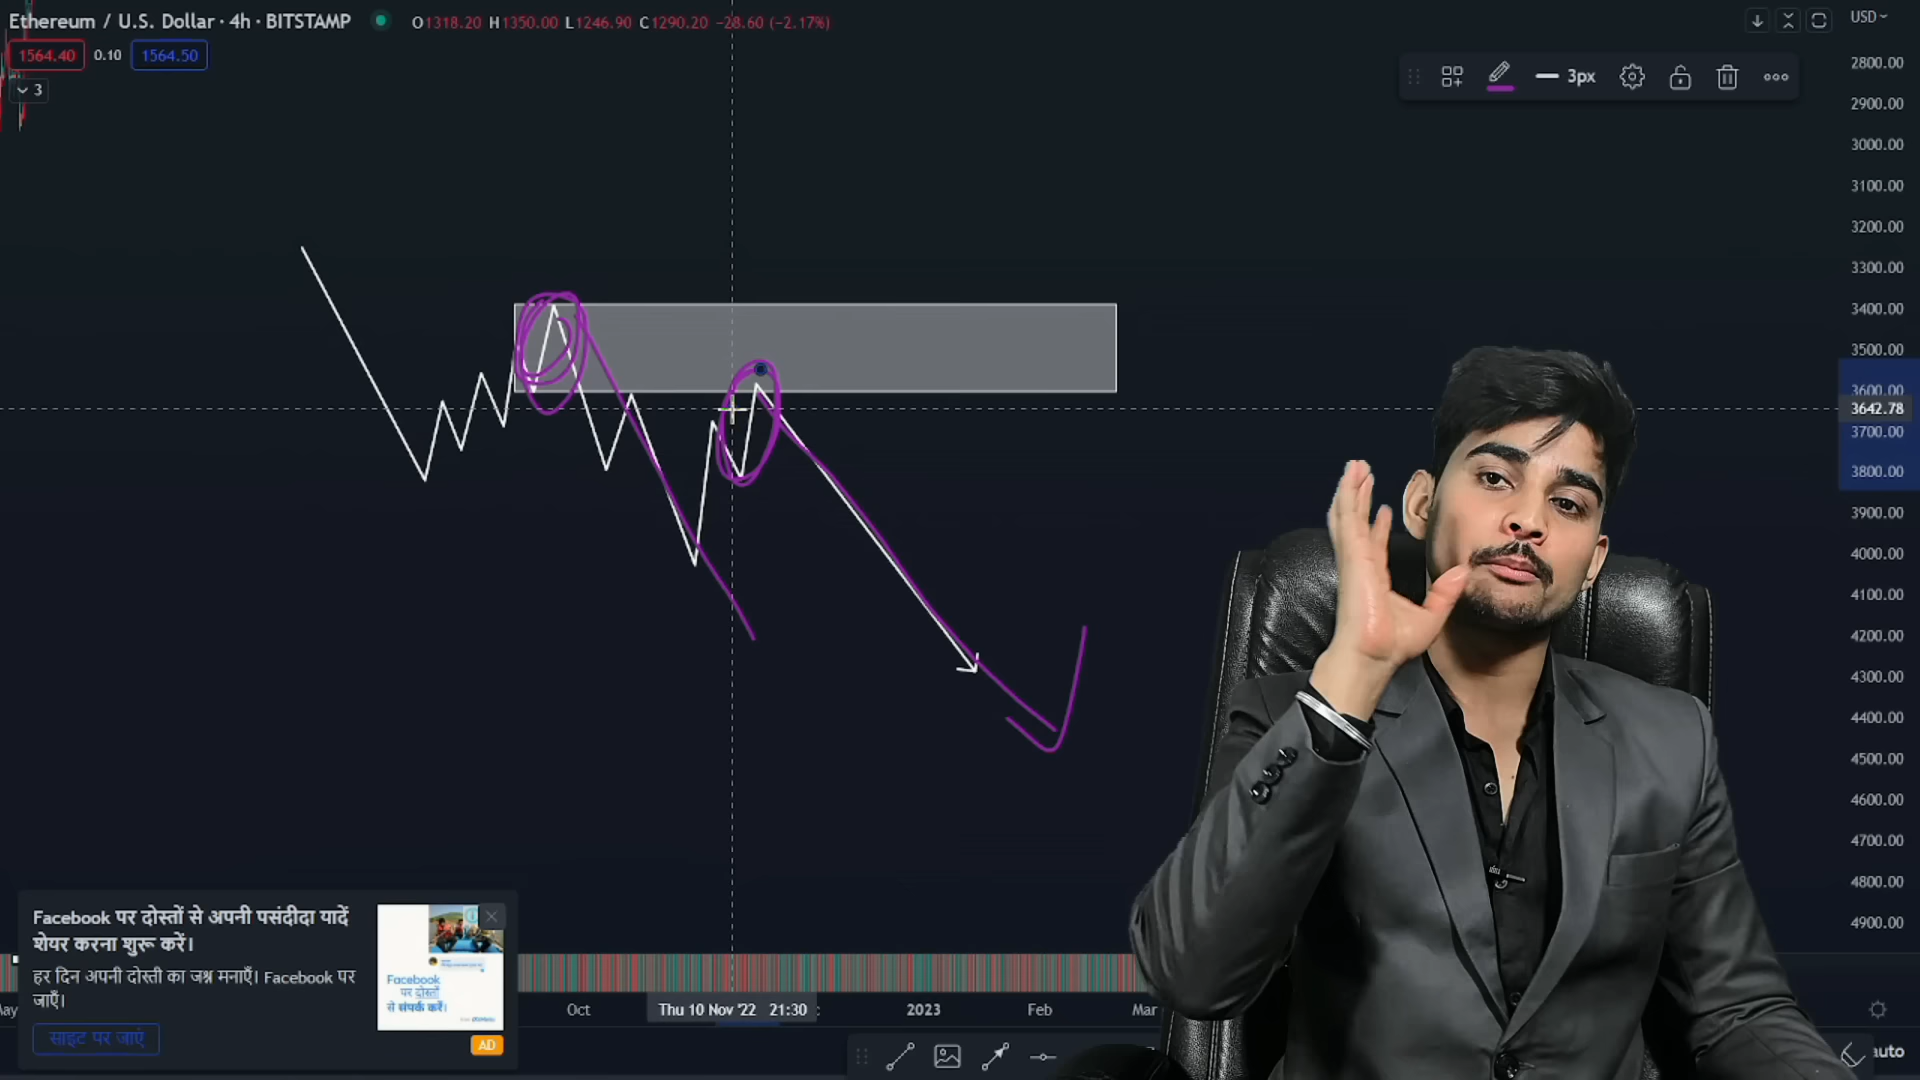 Ethereum / U.S. Dollar · 4h · BITSTAMP
O1318.20 H1350.00 L1246.90 C1290.20 −28.60 (−2.17%)
USD
1564.40 0.10 1564.50
3
3px
2800.00
2900.00
3000.00
3100.00
3200.00
3300.00
3400.00
3500.00
3600.00
3642.78
3700.00
3800.00
3900.00
4000.00
4100.00
4200.00
4300.00
4400.00
4500.00
4600.00
4700.00
4800.00
4900.00
Facebook पर दोस्तों से अपनी पसंदीदा यादें
शेयर करना शुरू करें।
हर दिन अपनी दोस्ती का जश्न मनाएँ। Facebook पर
जाएँ।
साइट पर जाएं
Facebook
पर दोस्तों
से संपर्क करें।
AD
Oct Thu 10 Nov '22 21:30 2023 Feb Mar
auto